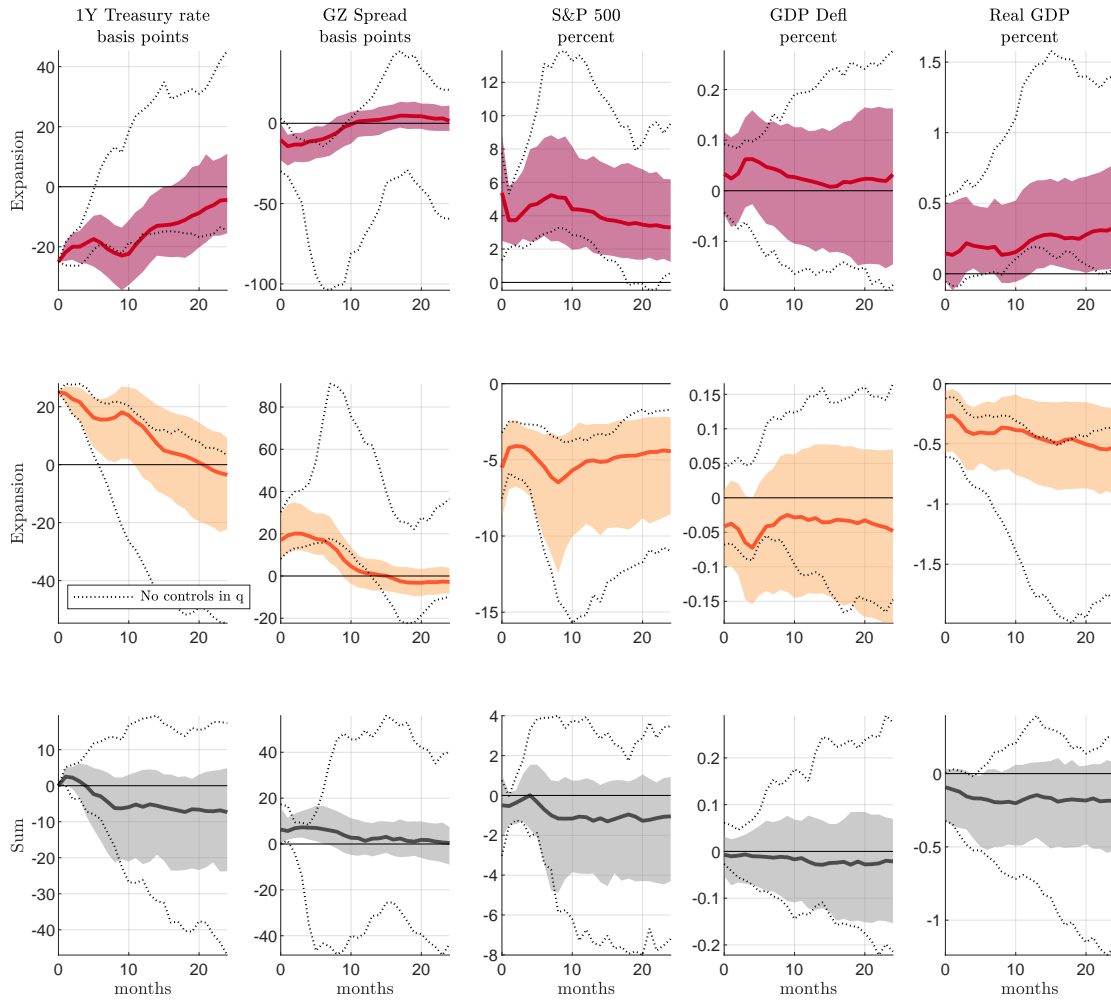 1Y Treasury rate GZ Spread S&P 500 GDP Defl Real GDP
basis points basis points percent percent percent
Expansion
40
20
0
-20
0 10 20
0
-50
-100
0 10 20
12
10
8
6
4
2
0
0 10 20
0.2
0.1
0
-0.1
0 10 20
1.5
1
0.5
0
0 10 20
Expansion
20
0
-20
-40
0 10 20
No controls in q
80
60
40
20
0
-20
0 10 20
0
-5
-10
-15
0 10 20
0.15
0.1
0.05
0
-0.05
-0.1
-0.15
0 10 20
0
-0.5
-1
-1.5
0 10 20
Sum
10
0
-10
-20
-30
-40
0 10 20
months
40
20
0
-20
-40
0 10 20
months
4
2
0
-2
-4
-6
-8
0 10 20
months
0.2
0.1
0
-0.1
-0.2
0 10 20
months
0
-0.5
-1
0 10 20
months